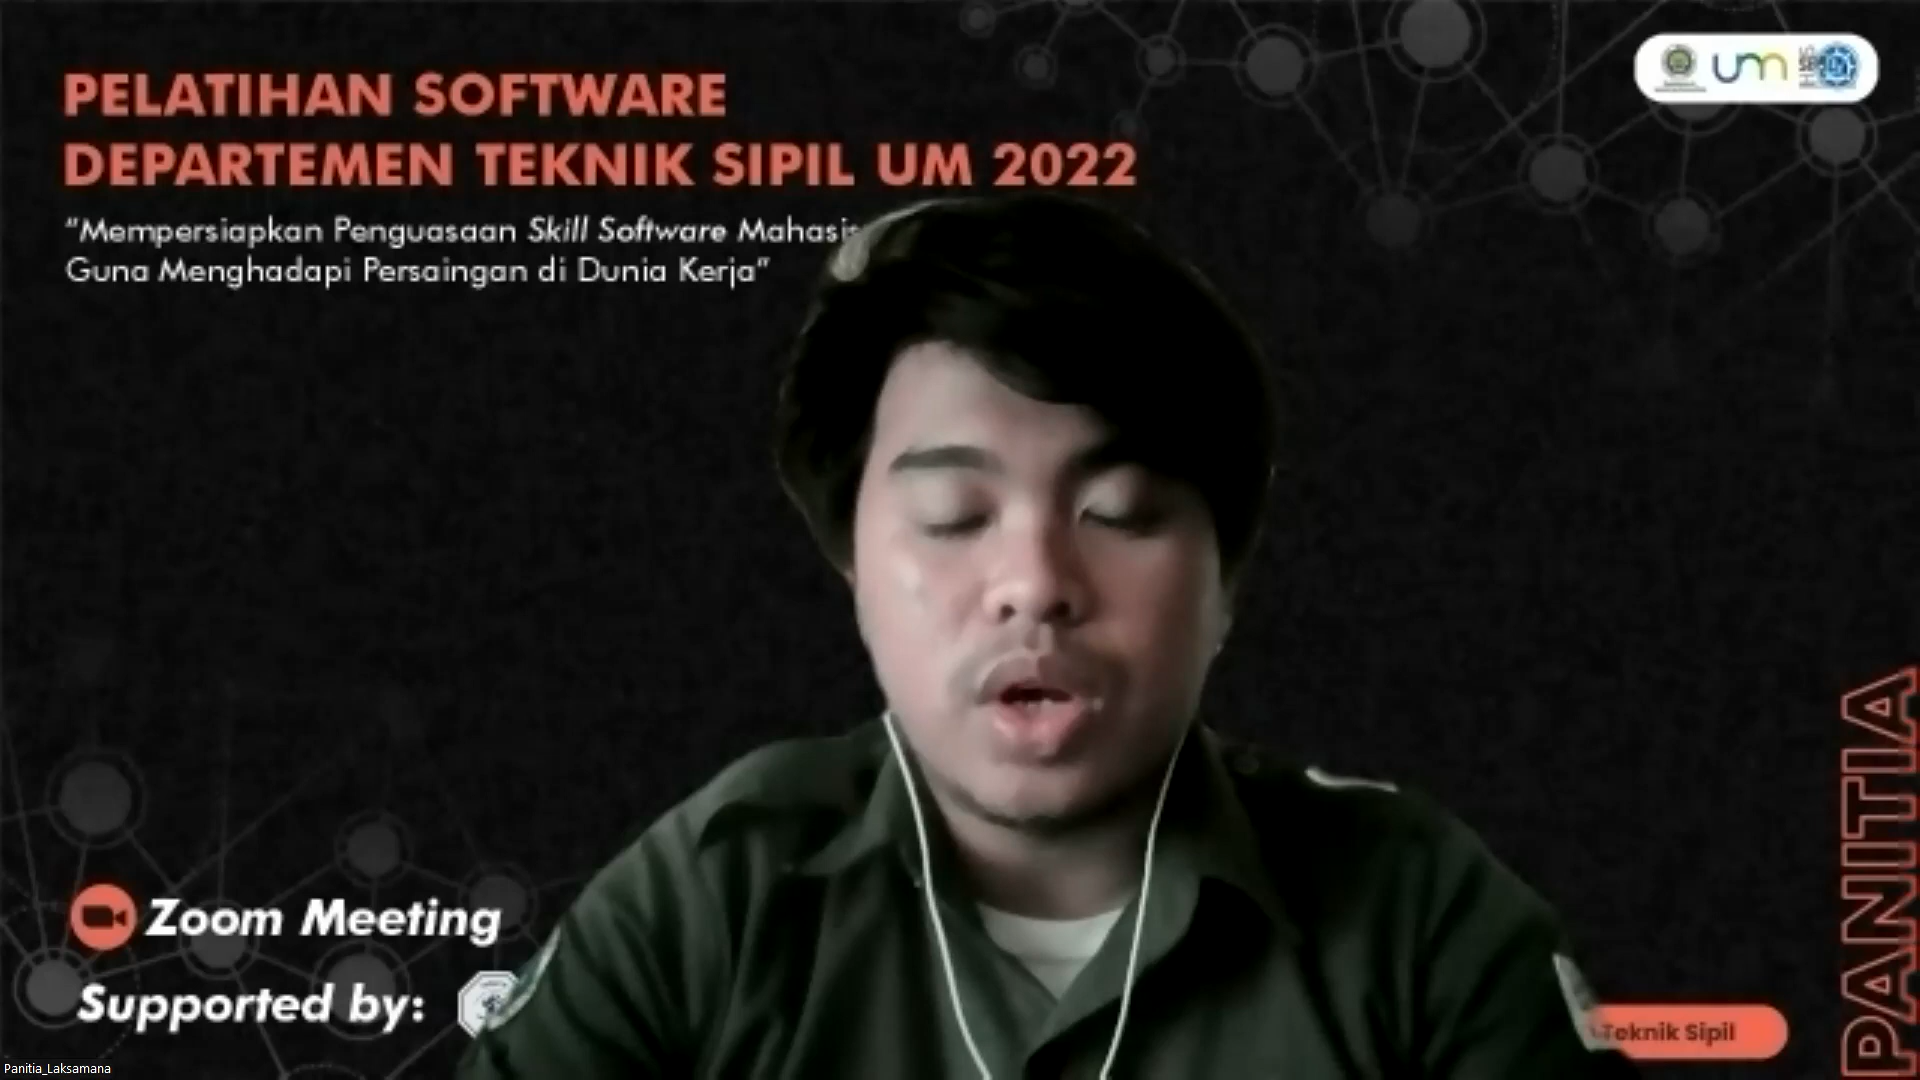 PELATIHAN SOFTWARE
DEPARTEMEN TEKNIK SIPIL UM 2022
“Mempersiapkan Penguasaan Skill Software
Guna Menghadapi Persaingan di Dunia Kerja”
um
PANITIA
Zoom Meeting
Supported by:
Teknik Sipil
Panitia_Laksamana